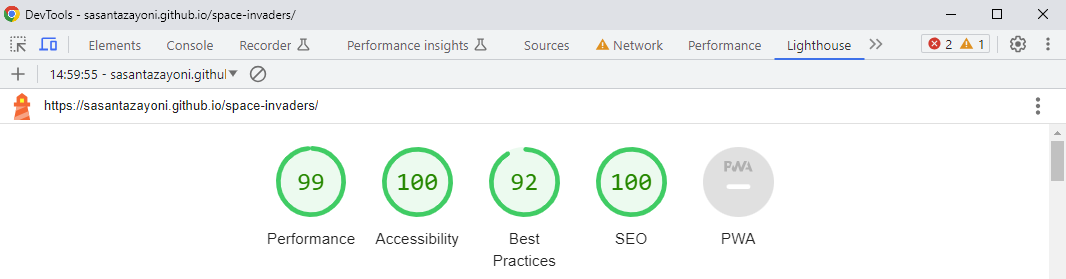 DevTools - sasantazayoni.github.io/space-invaders/
Elements Console Recorder Performance insights Sources Network Performance Lighthouse 2 1
14:59:55 - sasantazayoni.githu
https://sasantazayoni.github.io/space-invaders/
99 100 92 100 PWA
Performance Accessibility Best Practices SEO PWA